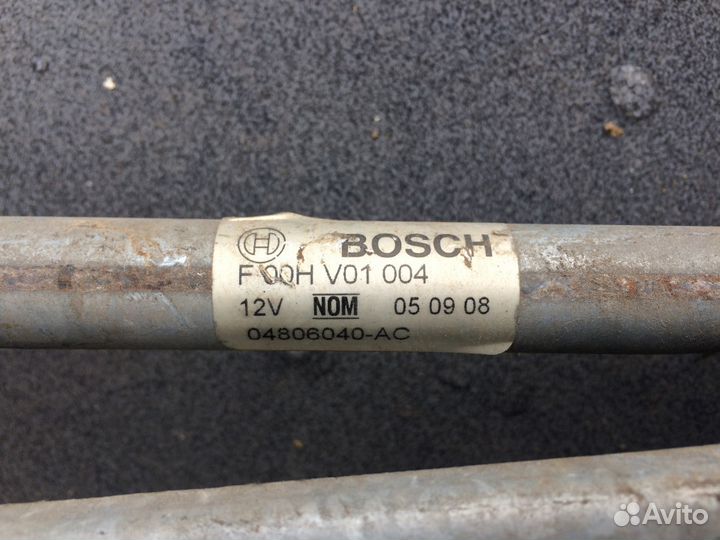 BOSCH
F 00H V01 004
12V NOM 05 09 08
04806040-AC
Avito